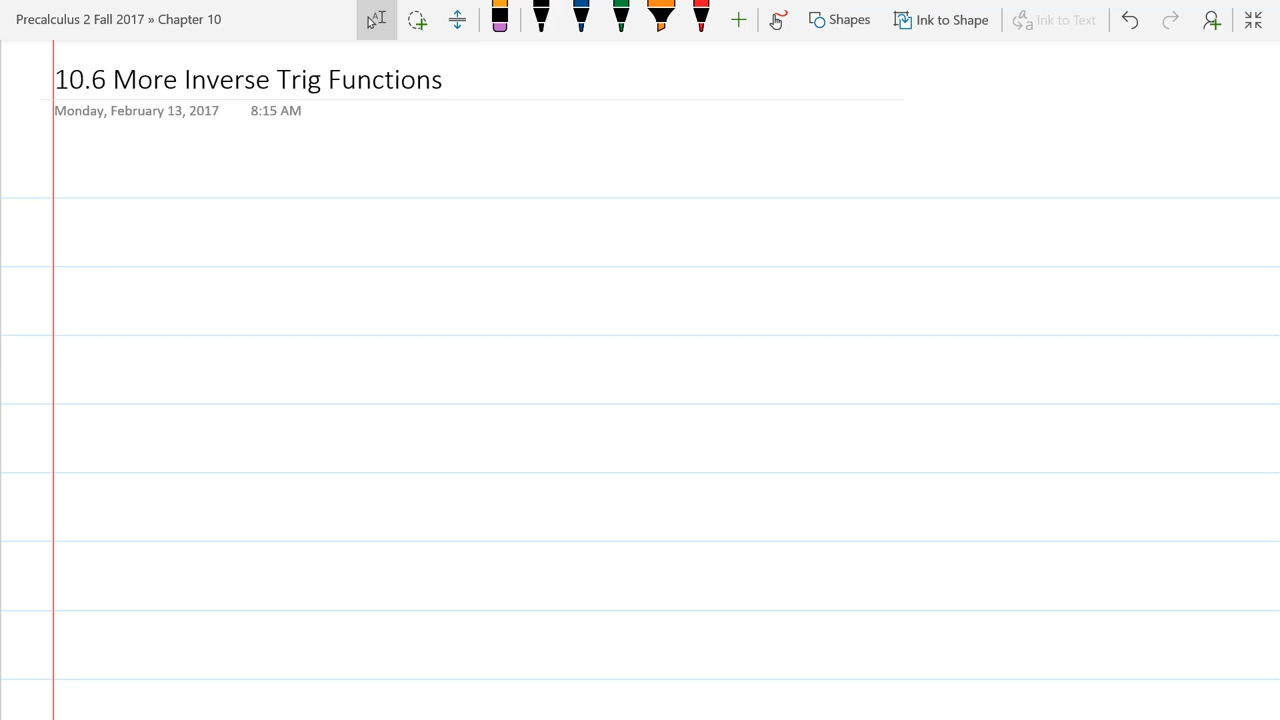 Precalculus 2 Fall 2017 » Chapter 10
Shapes
Ink to Shape
Ink to Text
10.6 More Inverse Trig Functions
Monday, February 13, 2017 8:15 AM